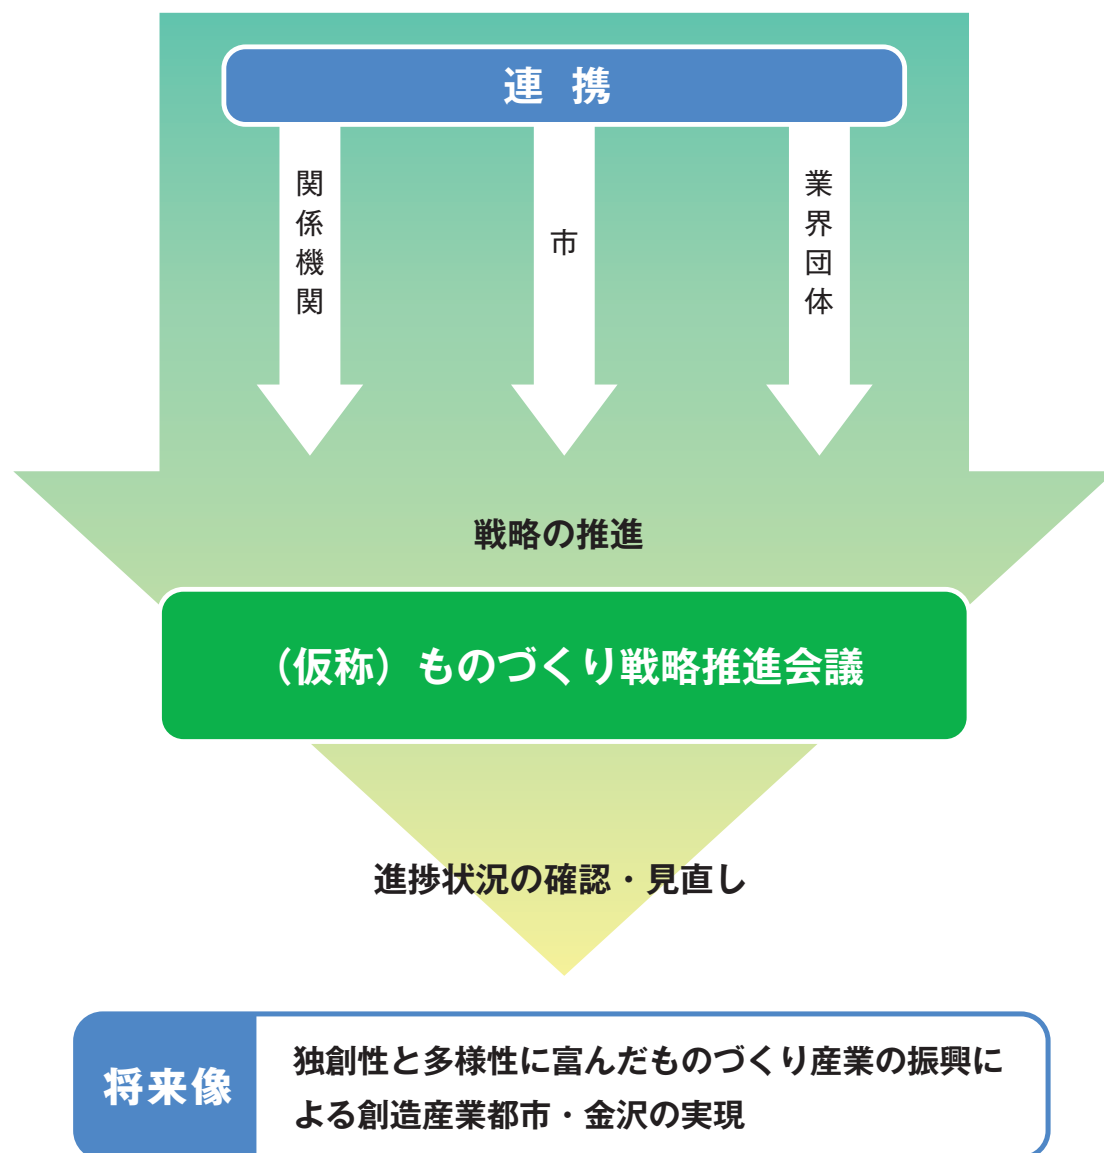 連 携
関係機関
市
業界団体
戦略の推進
（仮称）ものづくり戦略推進会議
進捗状況の確認・見直し
将来像
独創性と多様性に富んだものづくり産業の振興に
よる創造産業都市・金沢の実現